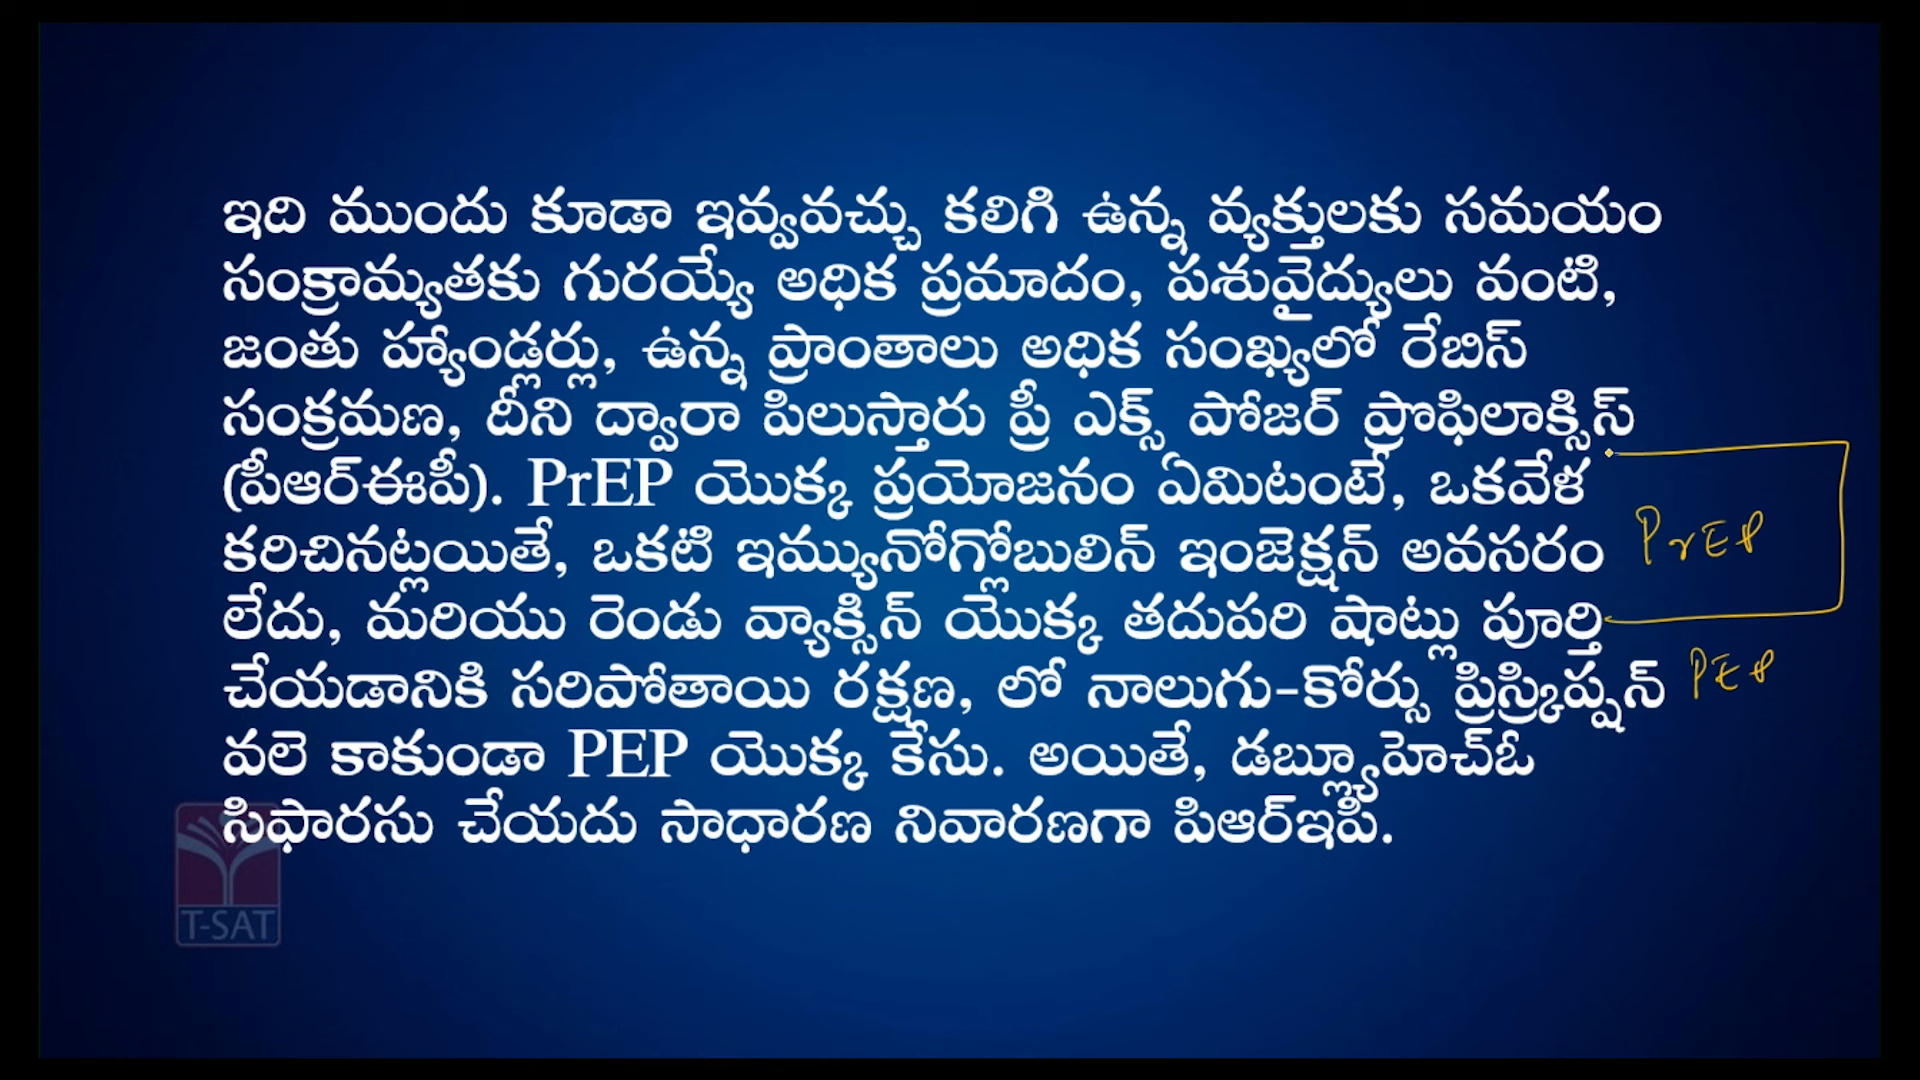 ఇది ముందు కూడా ఇవ్వవచ్చు కలిగి ఉన్న వ్యక్తులకు సమయం
సంక్రామ్యతకు గురయ్యే అధిక ప్రమాదం, పశువైద్యులు వంటి,
జంతు హ్యాండ్లర్లు, ఉన్న ప్రాంతాలు అధిక సంఖ్యలో రేబిస్
సంక్రమణ, దీని ద్వారా పిలుస్తారు ప్రీ ఎక్స్ పోజర్ ప్రొఫిలాక్సిస్
(పీఆర్ఈపీ). PrEP యొక్క ప్రయోజనం ఏమిటంటే, ఒకవేళ
కరిచినట్లయితే, ఒకటి ఇమ్యునోగ్లోబులిన్ ఇంజెక్షన్ అవసరం PrEP
లేదు, మరియు రెండు వ్యాక్సిన్ యొక్క తదుపరి షాట్లు పూర్తి
చేయడానికి సరిపోతాయి రక్షణ, లో నాలుగు-కోర్సు ప్రిస్క్రిప్షన్ PEP
వలె కాకుండా PEP యొక్క కేసు. అయితే, డబ్ల్యూహెచ్ఓ
సిఫారసు చేయదు సాధారణ నివారణగా పిఆర్ఇపి.
T-SAT